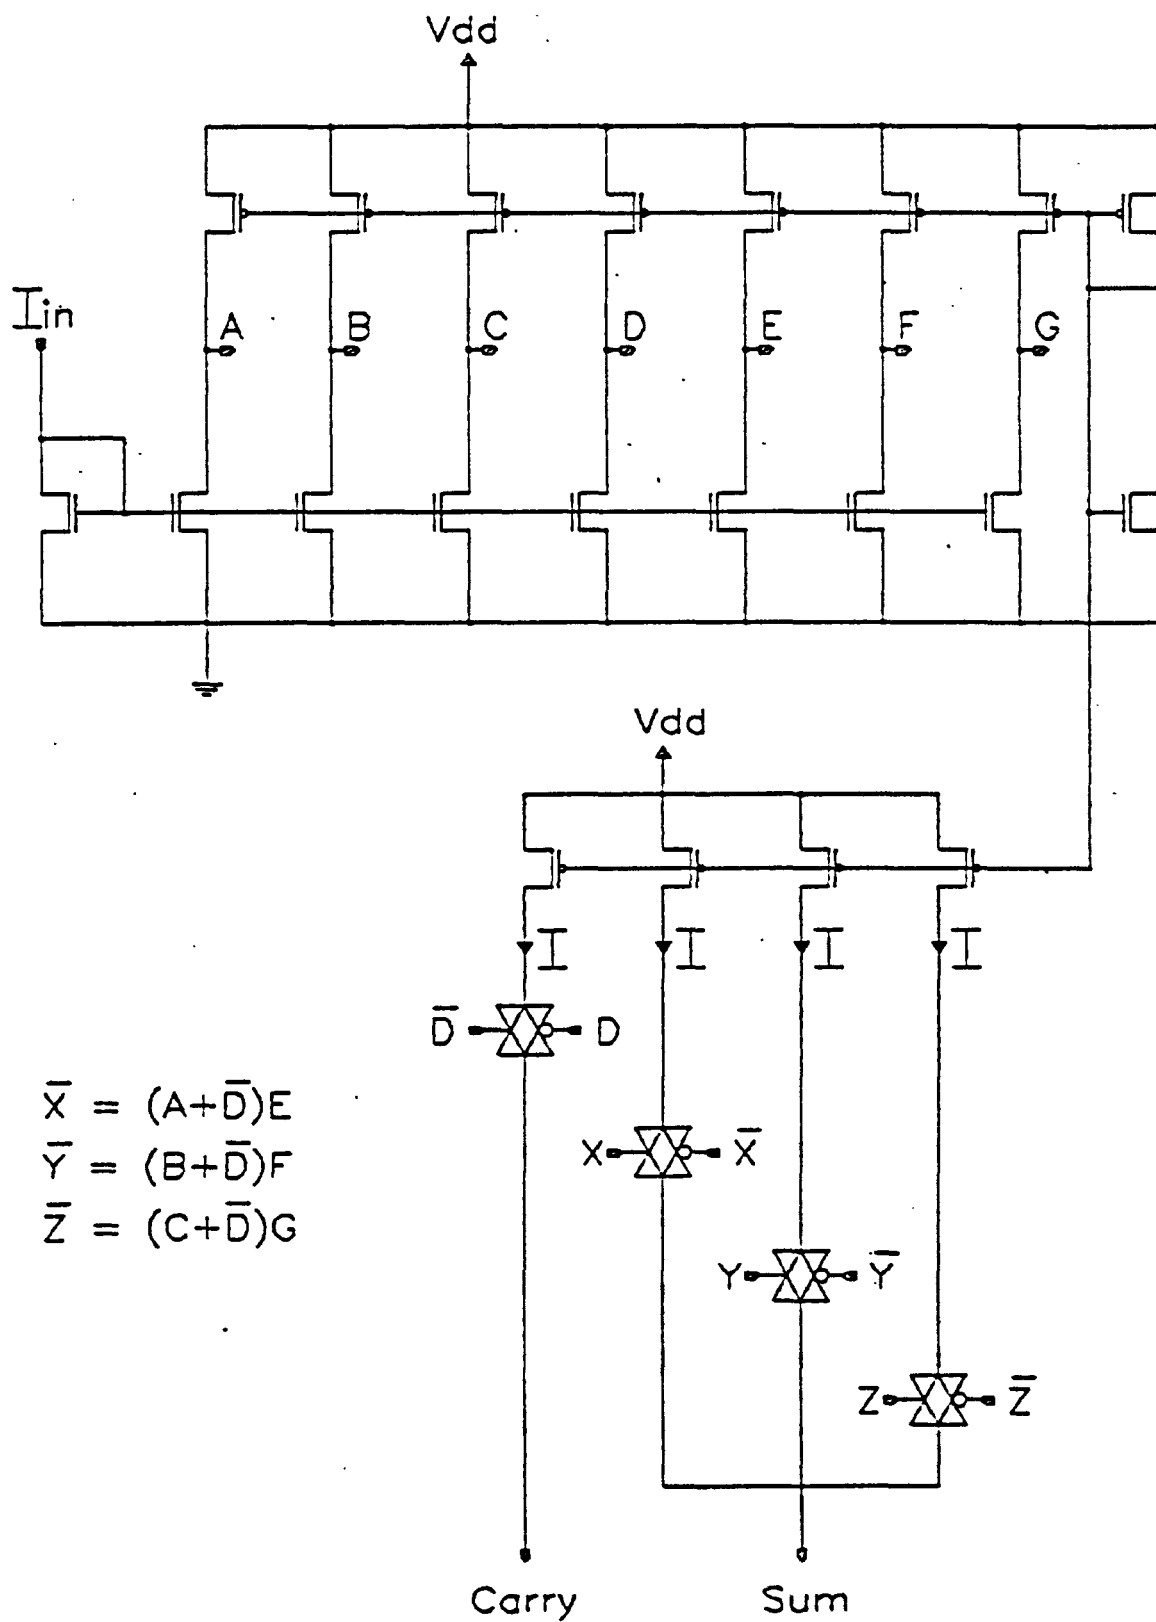 Vdd
Iin
A B C D E F G
Vdd
I I I I
D̅ D
X̅ = (A+D̅)E
X X̅
Y̅ = (B+D̅)F
Z̅ = (C+D̅)G
Y Y̅
Z Z̅
Carry Sum